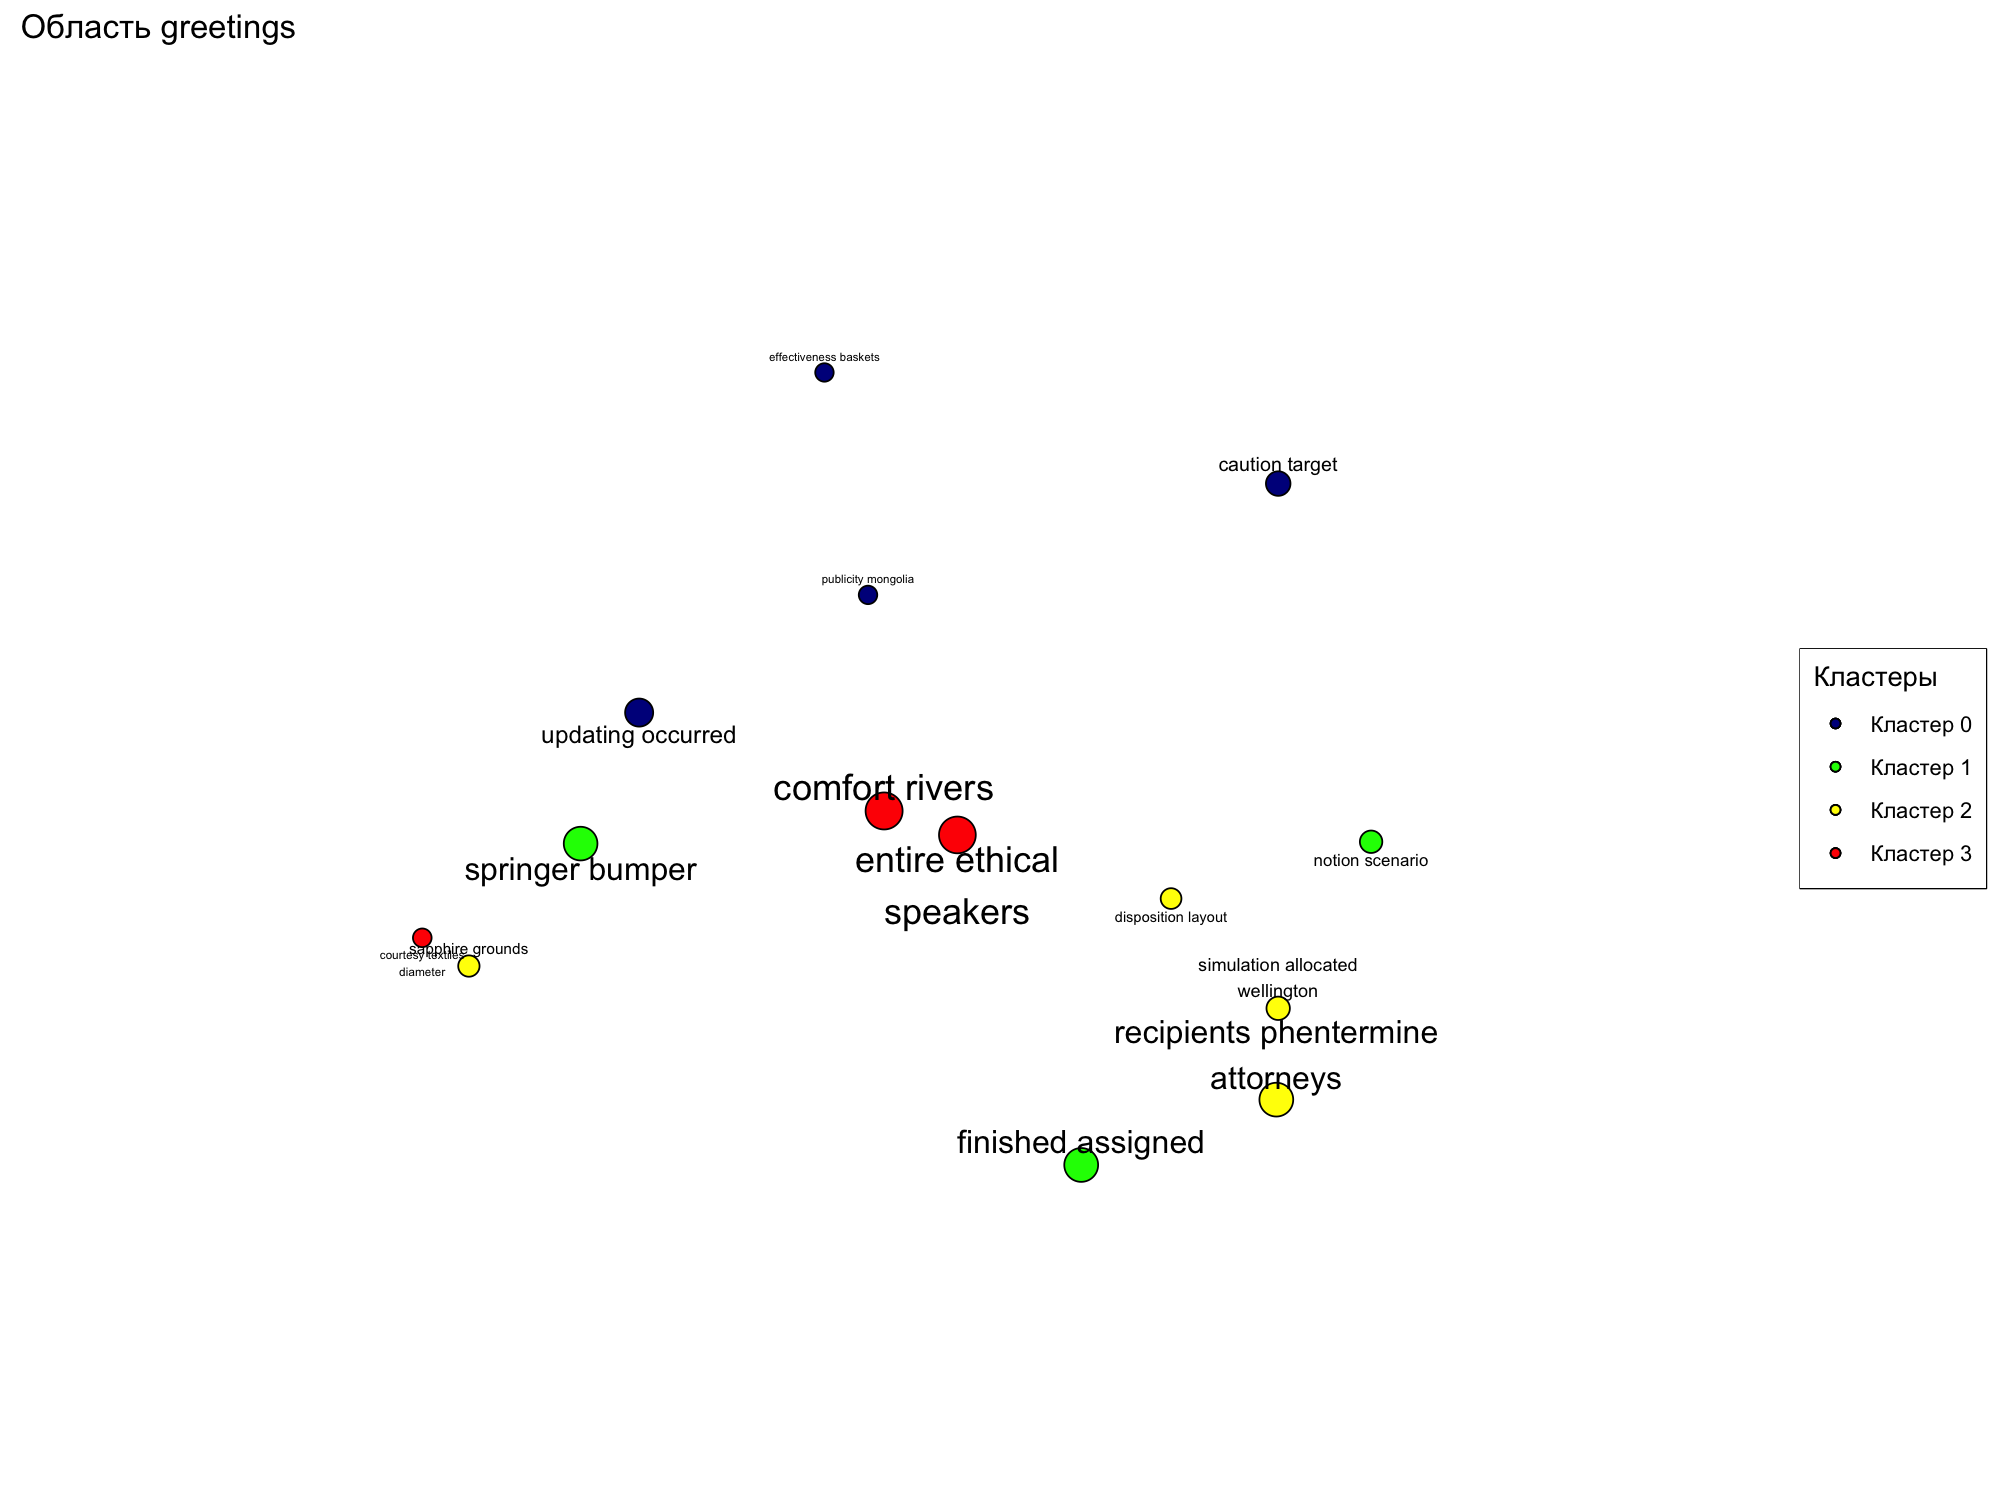 Область greetings
effectiveness baskets
caution target
publicity mongolia
updating occurred
comfort rivers
springer bumper
entire ethical
speakers
notion scenario
disposition layout
sapphire grounds
courtesy textiles
diameter
simulation allocated
wellington
recipients phentermine
attorneys
finished assigned
Кластеры
Кластер 0
Кластер 1
Кластер 2
Кластер 3